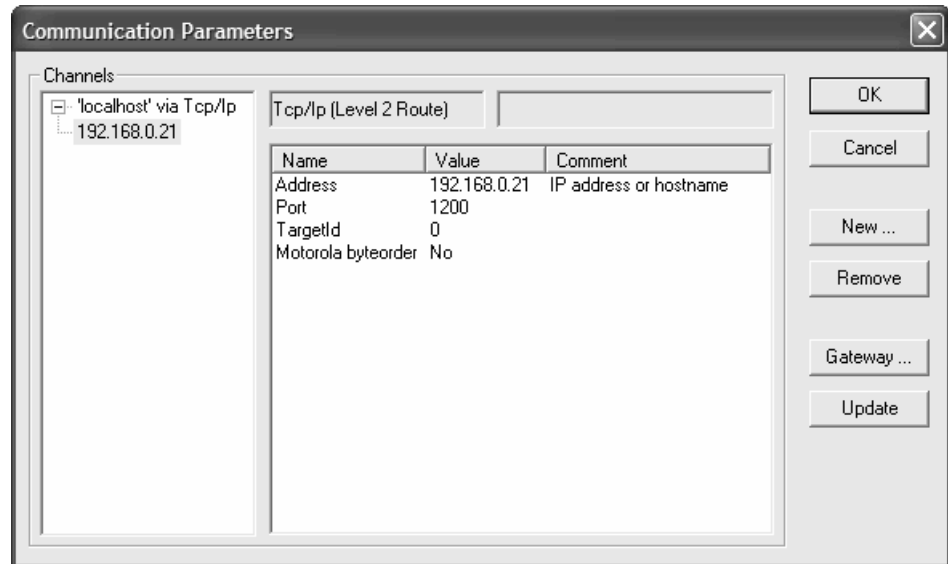 Communication Parameters
Channels
'localhost' via Tcp/Ip
192.168.0.21
Tcp/Ip (Level 2 Route)
Name Value Comment
Address 192.168.0.21 IP address or hostname
Port 1200
TargetId 0
Motorola byteorder No
OK
Cancel
New ...
Remove
Gateway ...
Update